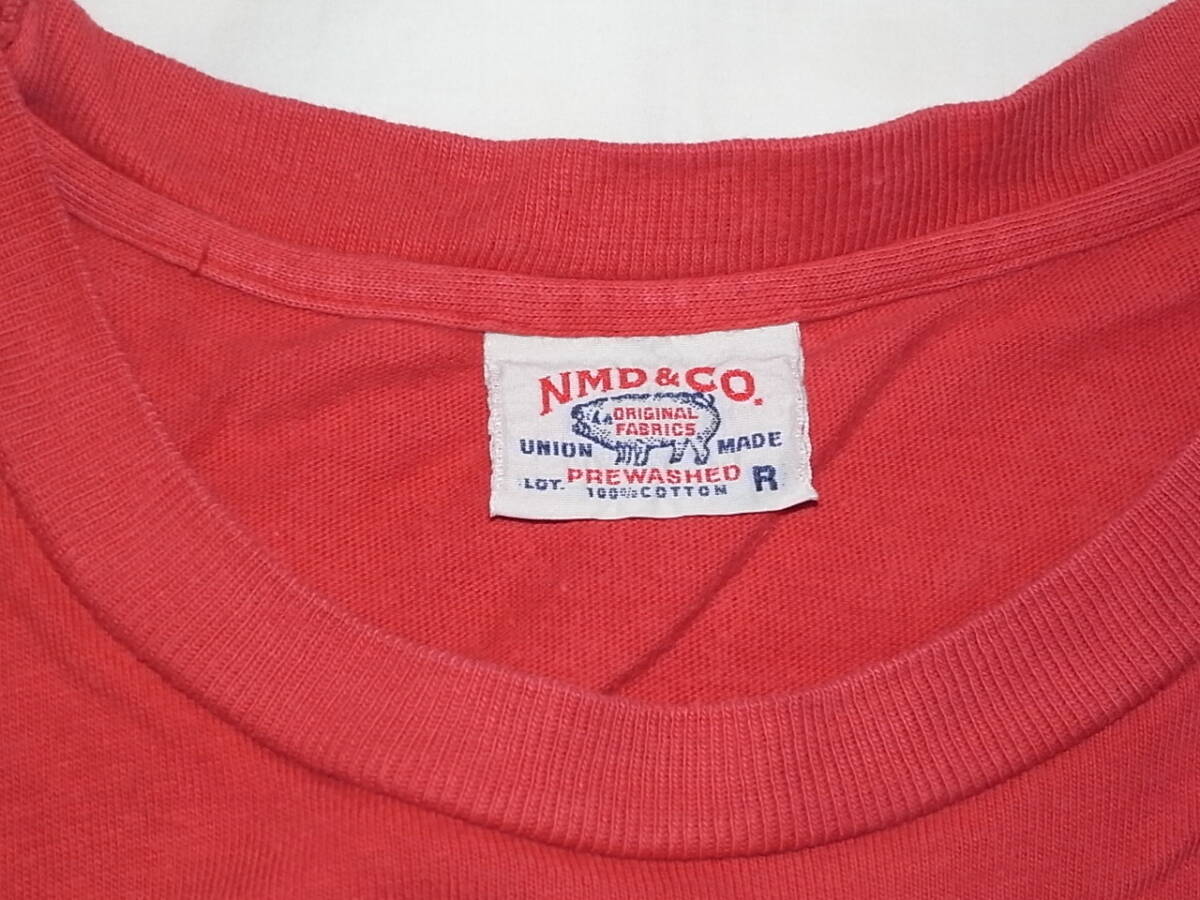 NMD & CO.
ORIGINAL
FABRICS
UNION MADE
LOT. PREWASHED R
100% COTTON